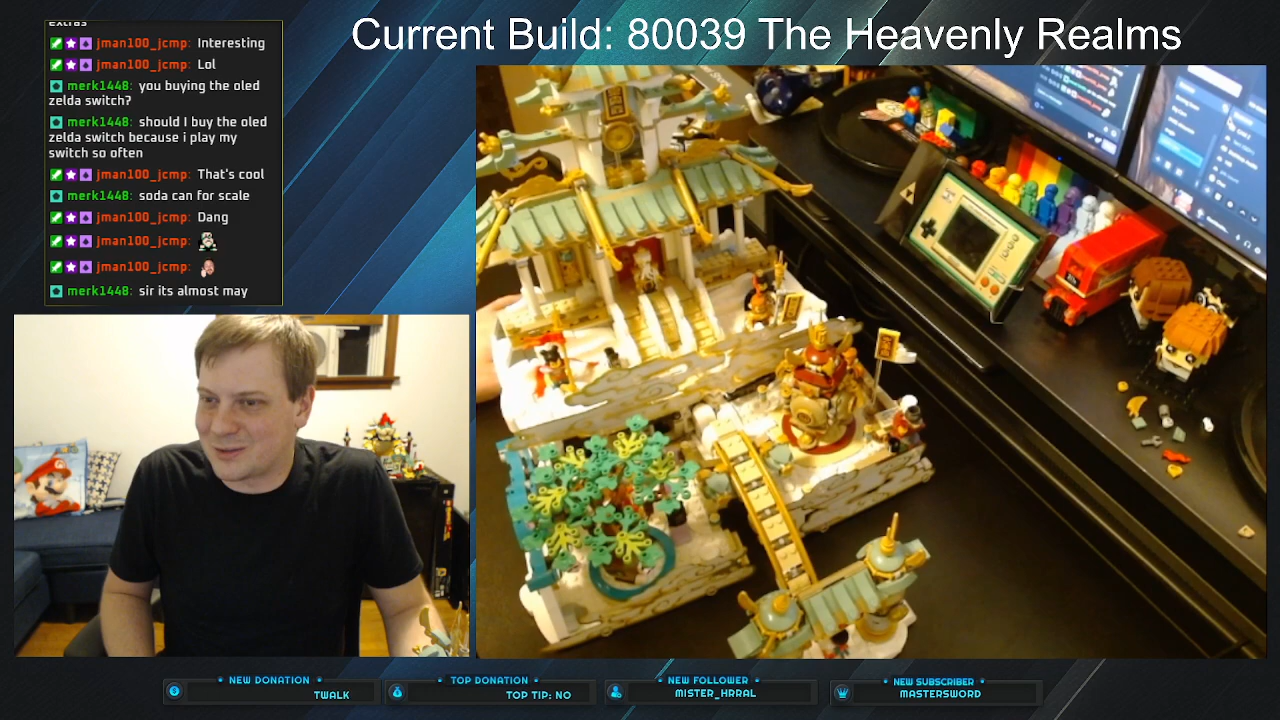 Current Build: 80039 The Heavenly Realms
extras
jman100_jcmp: Interesting
jman100_jcmp: Lol
merk1448: you buying the oled
zelda switch?
merk1448: should I buy the oled
zelda switch because i play my
switch so often
jman100_jcmp: That's cool
merk1448: soda can for scale
jman100_jcmp: Dang
jman100_jcmp:
jman100_jcmp:
merk1448: sir its almost may
NEW DONATION
TWALK
TOP DONATION
TOP TIP: NO
NEW FOLLOWER
MISTER_HRRAL
NEW SUBSCRIBER
MASTERSWORD